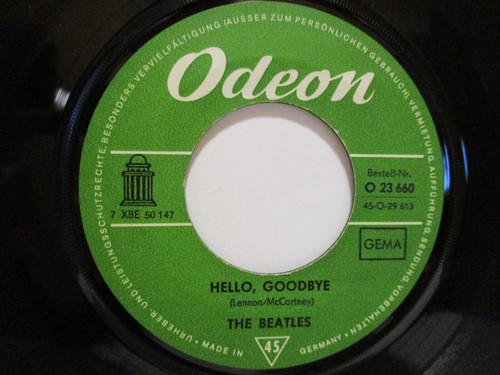 URHEBER- UND LEISTUNGSSCHUTZRECHTE, BESONDERS VERVIELFÄLTIGUNG (AUSSER ZUM PERSÖNLICHEN GEBRAUCH), VERMIETUNG, AUFFÜHRUNG, SENDUNG, VORBEHALTEN
Odeon
Bestell-Nr.
O 23 660
7 XBE 50 147
45-O-29 613
GEMA
HELLO, GOODBYE
(Lennon/McCartney)
THE BEATLES
45
MADE IN GERMANY